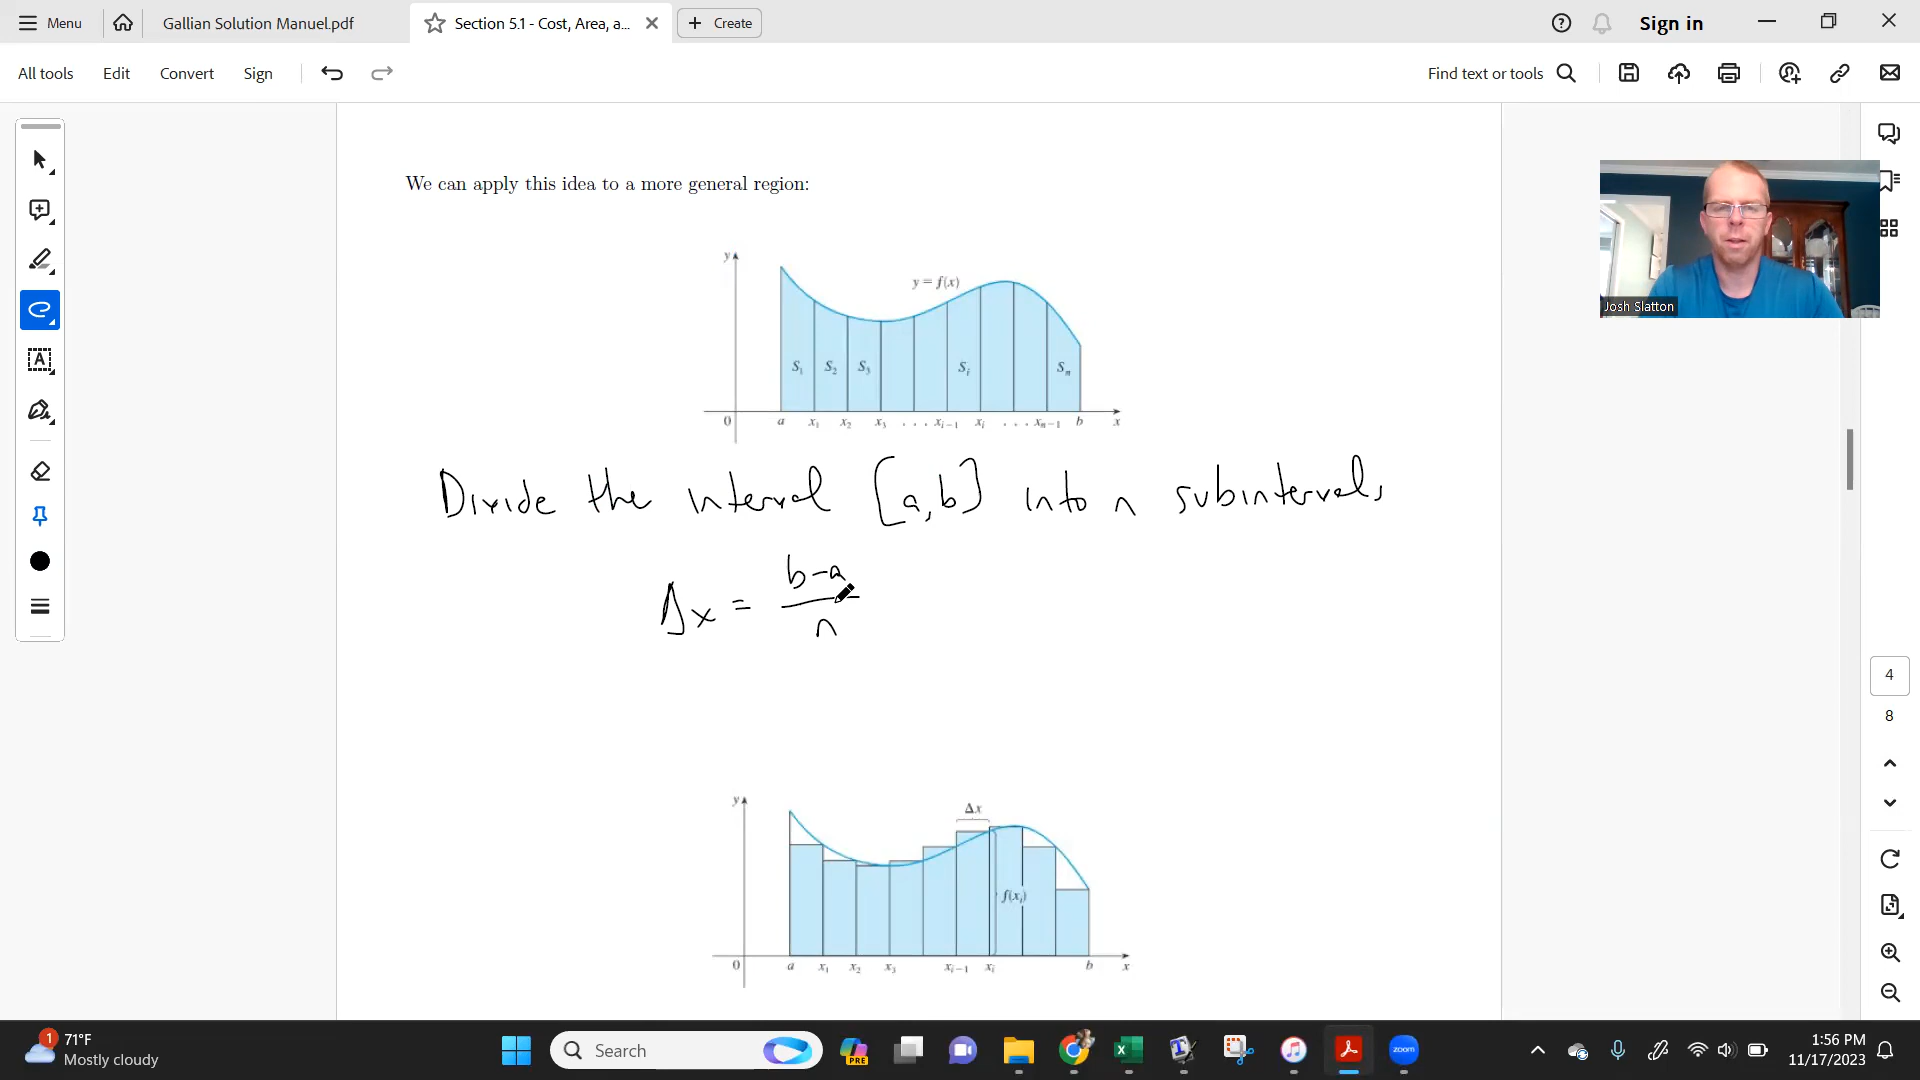 Menu Gallian Solution Manuel.pdf Section 5.1 - Cost, Area, a... Create Sign in
All tools Edit Convert Sign Find text or tools
We can apply this idea to a more general region:
Josh Slatton
y
y = f(x)
S₁ S₂ S₃ Sᵢ Sₙ
0 a x₁ x₂ x₃ . . . xᵢ₋₁ xᵢ . . . xₙ₋₁ b x
Divide the interval [a,b] into n subintervals
Δx = b-a
n
4
8
y
Δx
f(xᵢ)
0 a x₁ x₂ x₃ xᵢ₋₁ xᵢ b x
1 71°F
Mostly cloudy
Search
PRE
zoom
1:56 PM
11/17/2023